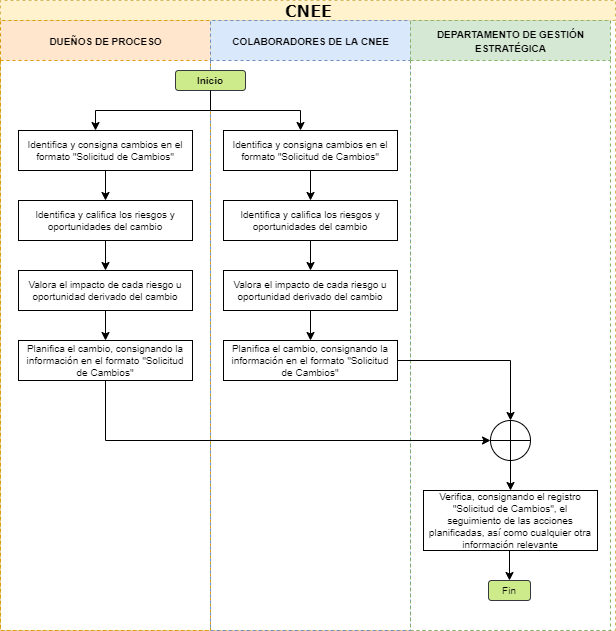 CNEE
DUEÑOS DE PROCESO
COLABORADORES DE LA CNEE
DEPARTAMENTO DE GESTIÓN
ESTRATÉGICA
Inicio
Identifica y consigna cambios en el
formato "Solicitud de Cambios"
Identifica y consigna cambios en el
formato "Solicitud de Cambios"
Identifica y califica los riesgos y
oportunidades del cambio
Identifica y califica los riesgos y
oportunidades del cambio
Valora el impacto de cada riesgo u
oportunidad derivado del cambio
Valora el impacto de cada riesgo u
oportunidad derivado del cambio
Planifica el cambio, consignando la
información en el formato "Solicitud
de Cambios"
Planifica el cambio, consignando la
información en el formato "Solicitud
de Cambios"
Verifica, consignando el registro
"Solicitud de Cambios", el
seguimiento de las acciones
planificadas, así como cualquier otra
información relevante
Fin